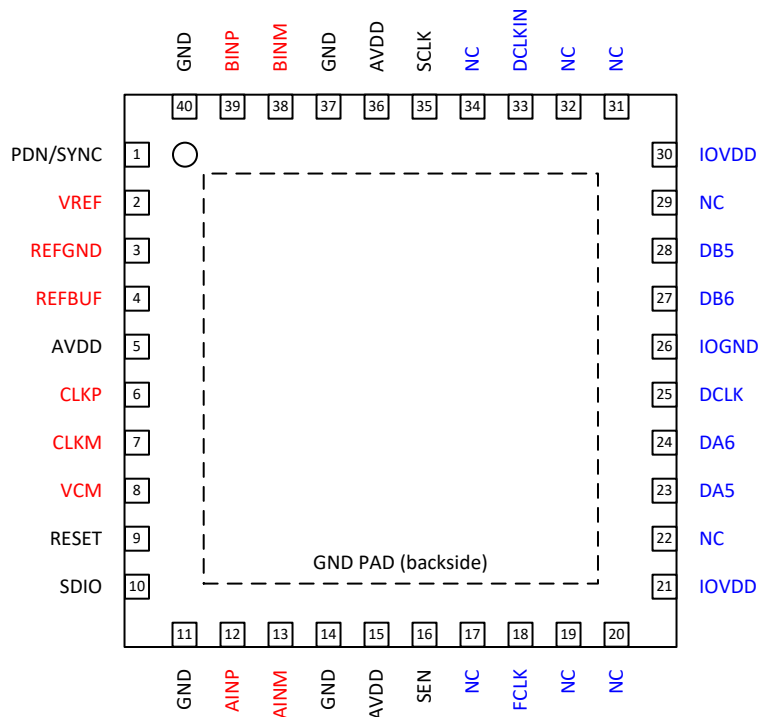 GND BINP BINM GND AVDD SCLK NC DCLKIN NC NC
40 39 38 37 36 35 34 33 32 31
PDN/SYNC 1 30 IOVDD
VREF 2 29 NC
REFGND 3 28 DB5
REFBUF 4 27 DB6
AVDD 5 26 IOGND
CLKP 6 25 DCLK
CLKM 7 24 DA6
VCM 8 23 DA5
RESET 9 22 NC
GND PAD (backside)
SDIO 10 21 IOVDD
11 12 13 14 15 16 17 18 19 20
GND AINP AINM GND AVDD SEN NC FCLK NC NC